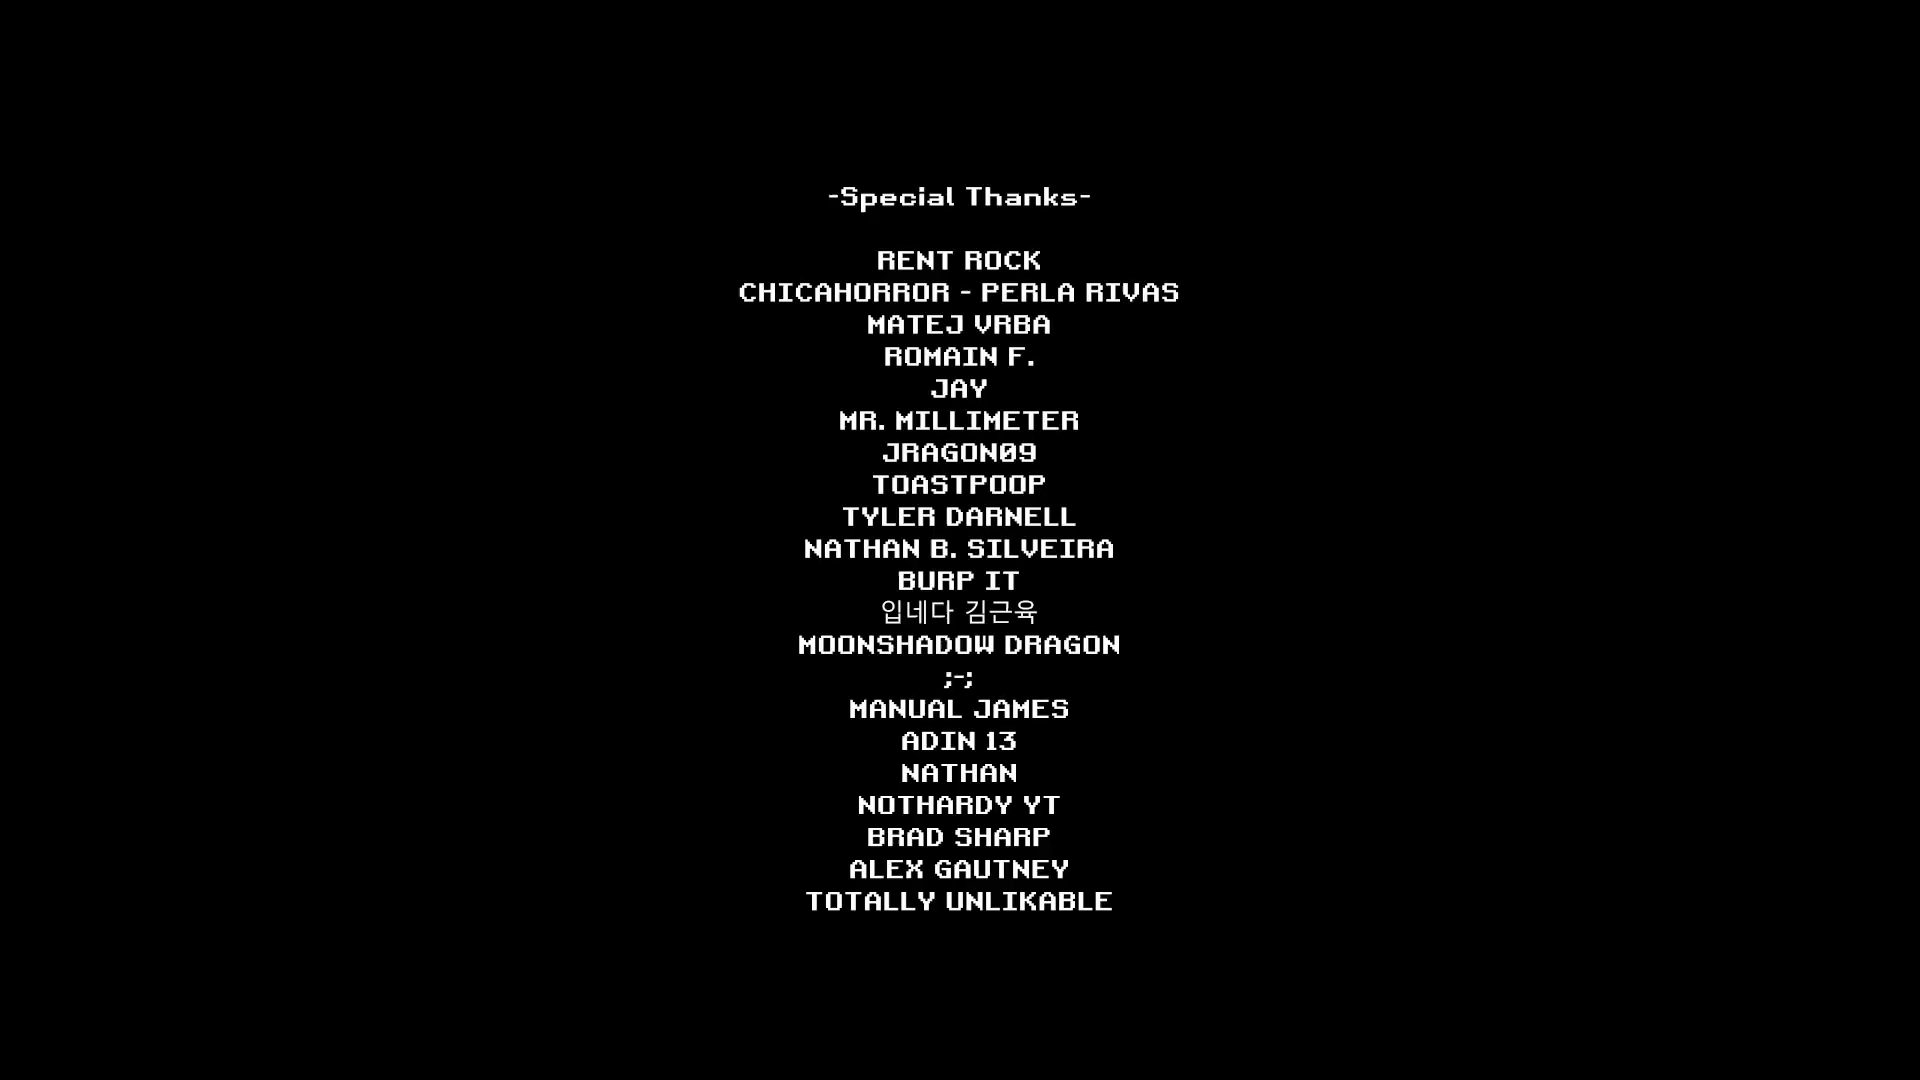 -Special Thanks-
RENT ROCK
CHICAHORROR - PERLA RIVAS
MATEJ VRBA
ROMAIN F.
JAY
MR. MILLIMETER
JRAGON09
TOASTPOOP
TYLER DARNELL
NATHAN B. SILVEIRA
BURP IT
입네다 김근육
MOONSHADOW DRAGON
;-;
MANUAL JAMES
ADIN 13
NATHAN
NOTHARDY YT
BRAD SHARP
ALEX GAUTNEY
TOTALLY UNLIKABLE